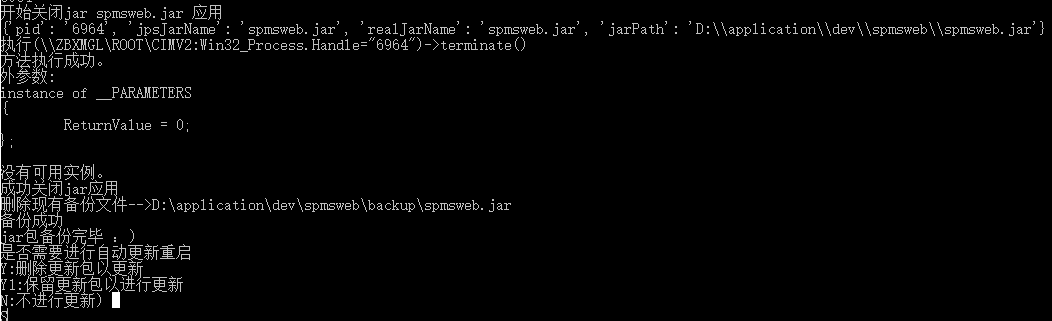 开始关闭jar spmsweb.jar 应用
{'pid': '6964', 'jpsJarName': 'spmsweb.jar', 'realJarName': 'spmsweb.jar', 'jarPath': 'D:\\application\\dev\\spmsweb\\spmsweb.jar'}
执行(\\ZBXMGL\ROOT\CIMV2:Win32_Process.Handle="6964")->terminate()
方法执行成功。
外参数:
instance of __PARAMETERS
{
        ReturnValue = 0;
};
没有可用实例。
成功关闭jar应用
删除现有备份文件-->D:\application\dev\spmsweb\backup\spmsweb.jar
备份成功
jar包备份完毕 :)
是否需要进行自动更新重启
Y:删除更新包以更新
Y1:保留更新包以进行更新
N:不进行更新)